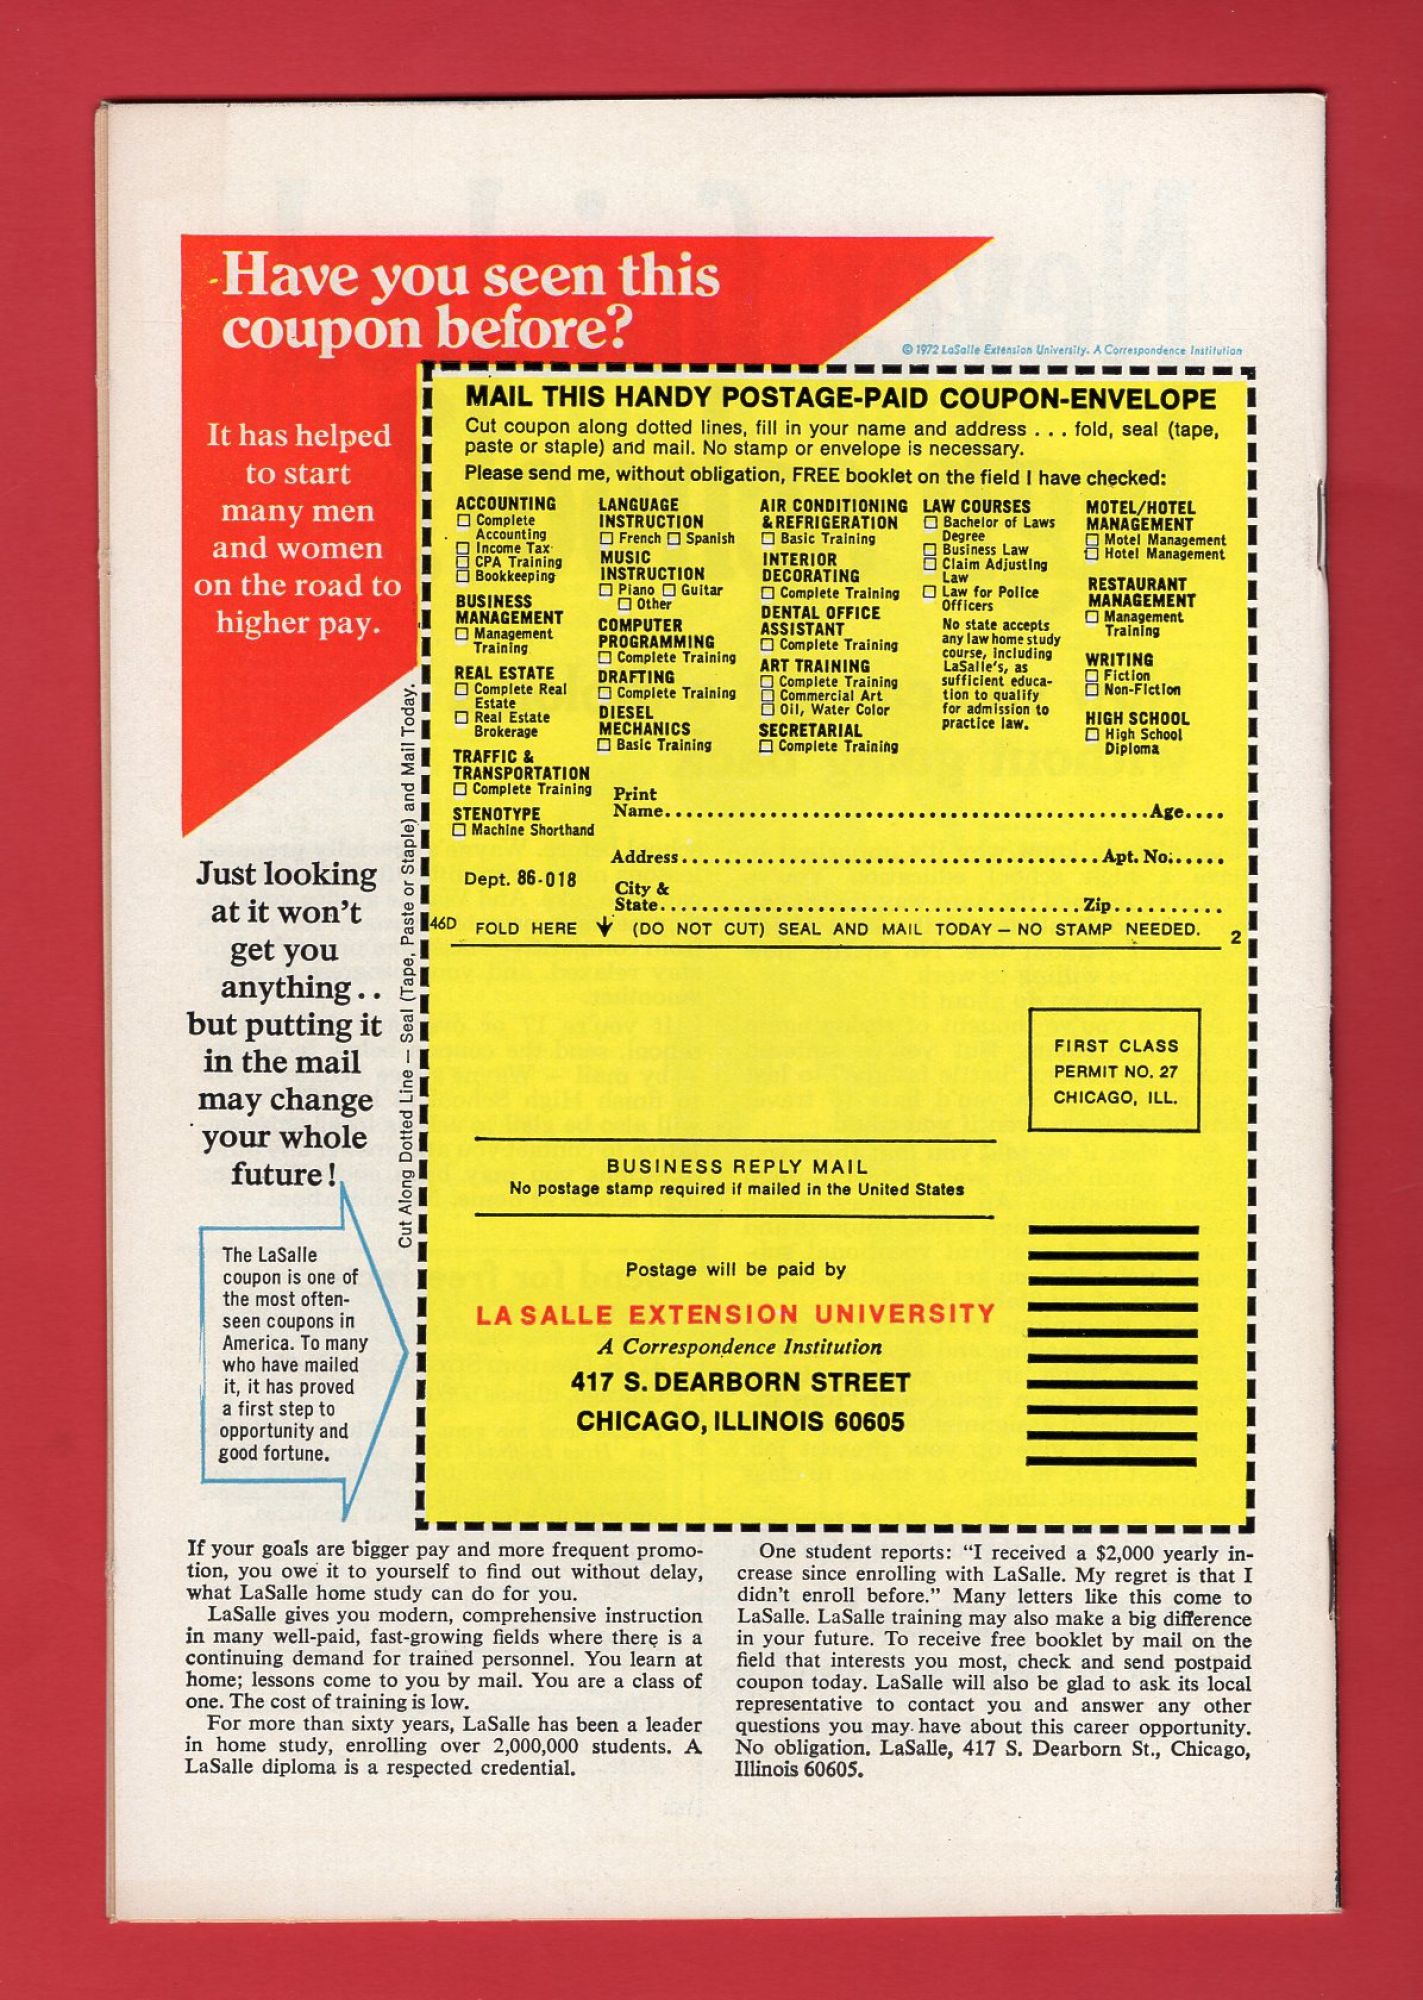 Have you seen this
coupon before?
© 1972 LaSalle Extension University. A Correspondence Institution
It has helped
to start
many men
and women
on the road to
higher pay.
Just looking
at it won't
get you
anything . .
but putting it
in the mail
may change
your whole
future!
The LaSalle
coupon is one of
the most often-
seen coupons in
America. To many
who have mailed
it, it has proved
a first step to
opportunity and
good fortune.
Cut Along Dotted Line — Seal (Tape, Paste or Staple) and Mail Today.
MAIL THIS HANDY POSTAGE-PAID COUPON-ENVELOPE
Cut coupon along dotted lines, fill in your name and address . . . fold, seal (tape,
paste or staple) and mail. No stamp or envelope is necessary.
Please send me, without obligation, FREE booklet on the field I have checked:
ACCOUNTING
☐ Complete
Accounting
☐ Income Tax
☐ CPA Training
☐ Bookkeeping
BUSINESS
MANAGEMENT
☐ Management
Training
REAL ESTATE
☐ Complete Real
Estate
☐ Real Estate
Brokerage
TRAFFIC &
TRANSPORTATION
☐ Complete Training
STENOTYPE
☐ Machine Shorthand
LANGUAGE
INSTRUCTION
☐ French ☐ Spanish
MUSIC
INSTRUCTION
☐ Piano ☐ Guitar
☐ Other
COMPUTER
PROGRAMMING
☐ Complete Training
DRAFTING
☐ Complete Training
DIESEL
MECHANICS
☐ Basic Training
AIR CONDITIONING
& REFRIGERATION
☐ Basic Training
INTERIOR
DECORATING
☐ Complete Training
DENTAL OFFICE
ASSISTANT
☐ Complete Training
ART TRAINING
☐ Complete Training
☐ Commercial Art
☐ Oil, Water Color
SECRETARIAL
☐ Complete Training
LAW COURSES
☐ Bachelor of Laws
Degree
☐ Business Law
☐ Claim Adjusting
Law
☐ Law for Police
Officers
No state accepts
any law home study
course, including
LaSalle's, as
sufficient educa-
tion to qualify
for admission to
practice law.
MOTEL/HOTEL
MANAGEMENT
☐ Motel Management
☐ Hotel Management
RESTAURANT
MANAGEMENT
☐ Management
Training
WRITING
☐ Fiction
☐ Non-Fiction
HIGH SCHOOL
☐ High School
Diploma
Print
Name.....Age....
Address.....Apt. No.....
Dept. 86-018
City &
State.....Zip.....
46D FOLD HERE ↓ (DO NOT CUT) SEAL AND MAIL TODAY — NO STAMP NEEDED. 2
FIRST CLASS
PERMIT NO. 27
CHICAGO, ILL.
BUSINESS REPLY MAIL
No postage stamp required if mailed in the United States
Postage will be paid by
LA SALLE EXTENSION UNIVERSITY
A Correspondence Institution
417 S. DEARBORN STREET
CHICAGO, ILLINOIS 60605
If your goals are bigger pay and more frequent promo-
tion, you owe it to yourself to find out without delay,
what LaSalle home study can do for you.
LaSalle gives you modern, comprehensive instruction
in many well-paid, fast-growing fields where there is a
continuing demand for trained personnel. You learn at
home; lessons come to you by mail. You are a class of
one. The cost of training is low.
For more than sixty years, LaSalle has been a leader
in home study, enrolling over 2,000,000 students. A
LaSalle diploma is a respected credential.
One student reports: "I received a $2,000 yearly in-
crease since enrolling with LaSalle. My regret is that I
didn't enroll before." Many letters like this come to
LaSalle. LaSalle training may also make a big difference
in your future. To receive free booklet by mail on the
field that interests you most, check and send postpaid
coupon today. LaSalle will also be glad to ask its local
representative to contact you and answer any other
questions you may have about this career opportunity.
No obligation. LaSalle, 417 S. Dearborn St., Chicago,
Illinois 60605.